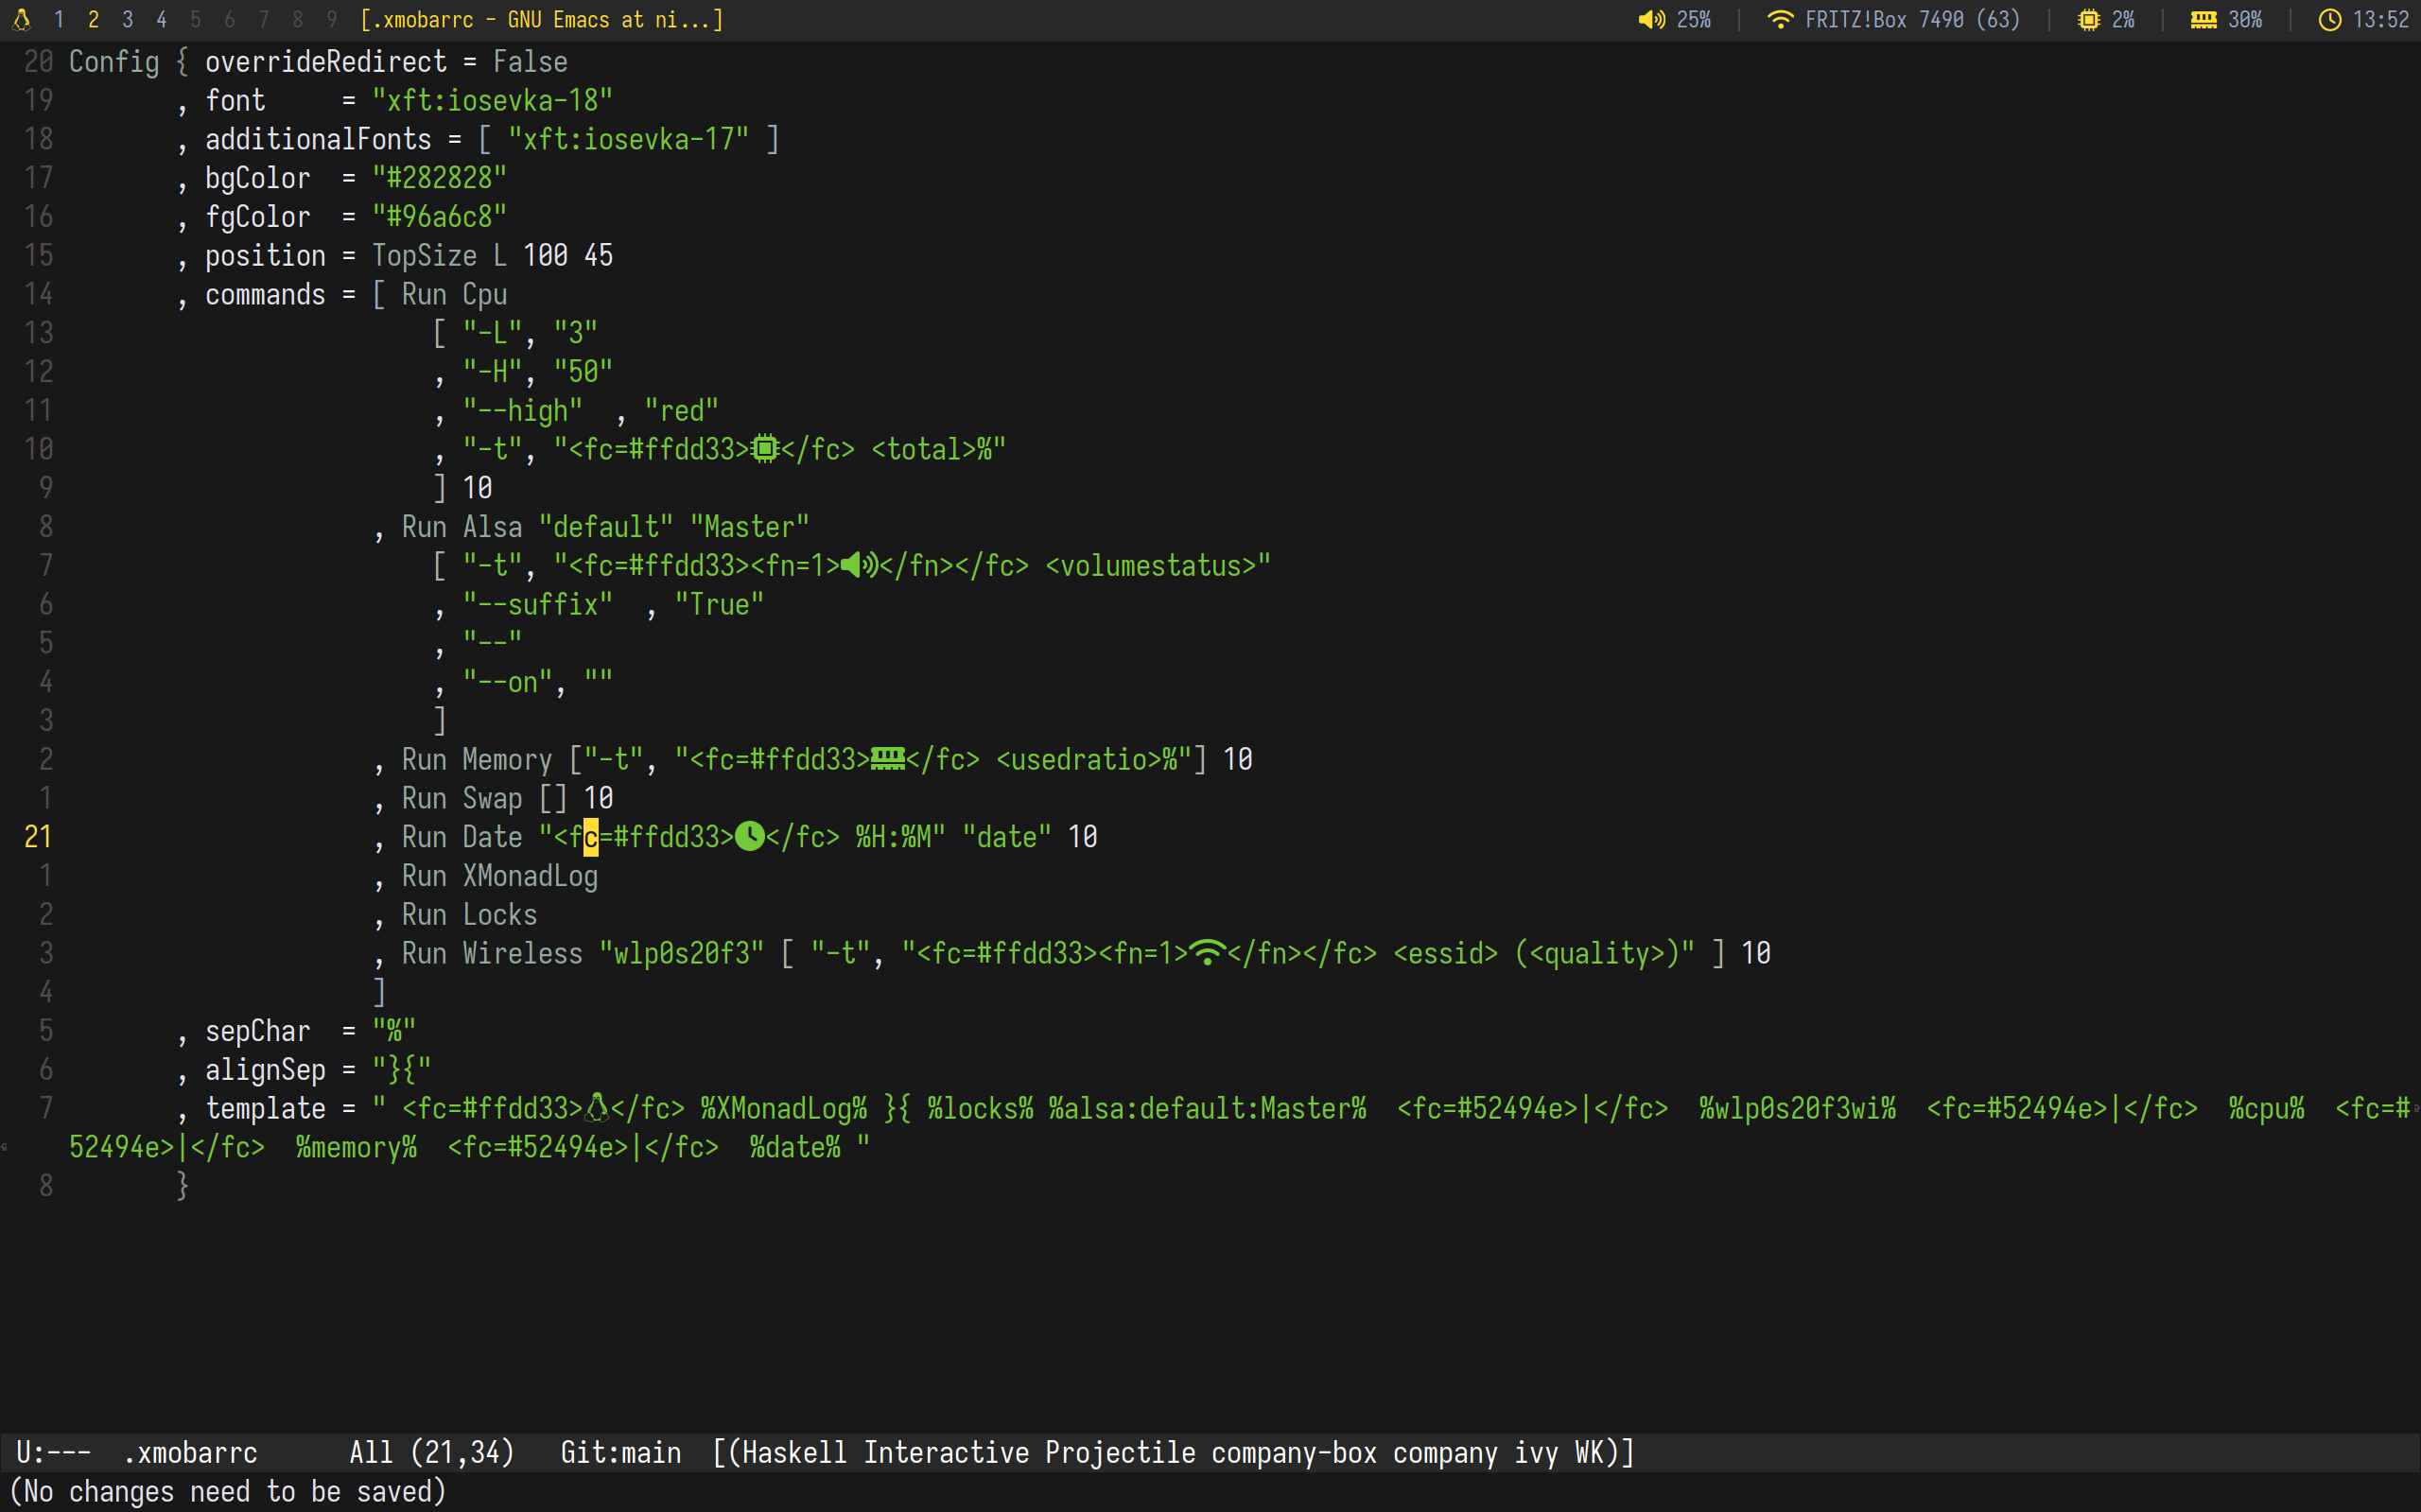 1 2 3 4 5 6 7 8 9 [.xmobarrc - GNU Emacs at ni...] 25% | FRITZ!Box 7490 (63) | 2% | 30% | 13:52
20 Config { overrideRedirect = False
19 , font = "xft:iosevka-18"
18 , additionalFonts = [ "xft:iosevka-17" ]
17 , bgColor = "#282828"
16 , fgColor = "#96a6c8"
15 , position = TopSize L 100 45
14 , commands = [ Run Cpu
13 [ "-L", "3"
12 , "-H", "50"
11 , "--high" , "red"
10 , "-t", "<fc=#ffdd33></fc> <total>%"
9 ] 10
8 , Run Alsa "default" "Master"
7 [ "-t", "<fc=#ffdd33><fn=1></fn></fc> <volumestatus>"
6 , "--suffix" , "True"
5 , "--"
4 , "--on", ""
3 ]
2 , Run Memory ["-t", "<fc=#ffdd33></fc> <usedratio>%"] 10
1 , Run Swap [] 10
21 , Run Date "<fc=#ffdd33></fc> %H:%M" "date" 10
1 , Run XMonadLog
2 , Run Locks
3 , Run Wireless "wlp0s20f3" [ "-t", "<fc=#ffdd33><fn=1></fn></fc> <essid> (<quality>)" ] 10
4 ]
5 , sepChar = "%"
6 , alignSep = "}{"
7 , template = " <fc=#ffdd33></fc> %XMonadLog% }{ %locks% %alsa:default:Master% <fc=#52494e>|</fc> %wlp0s20f3wi% <fc=#52494e>|</fc> %cpu% <fc=#
52494e>|</fc> %memory% <fc=#52494e>|</fc> %date% "
8 }
U:--- .xmobarrc All (21,34) Git:main [(Haskell Interactive Projectile company-box company ivy WK)]
(No changes need to be saved)